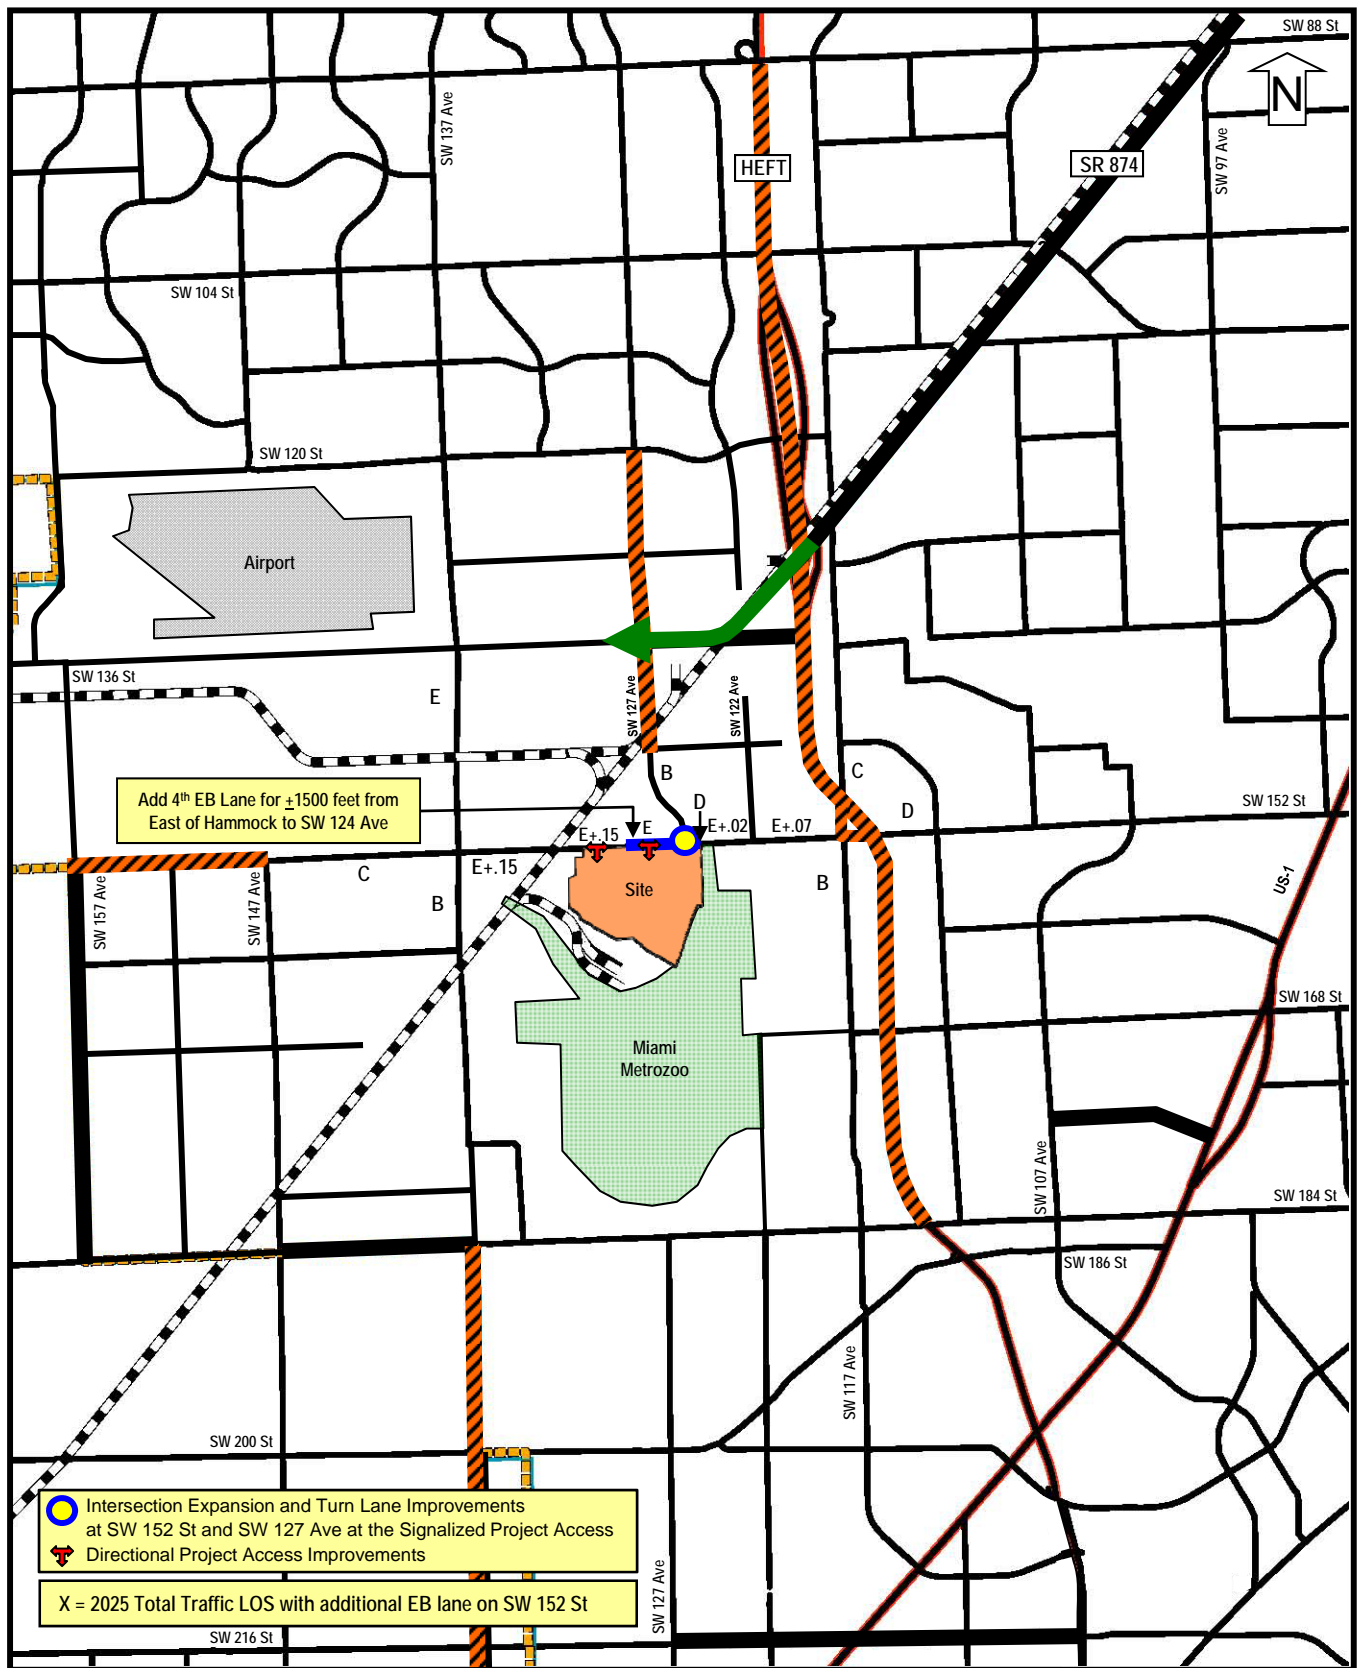 SW 88 St
N
SW 137 Ave
HEFT
SR 874
SW 97 Ave
SW 104 St
SW 120 St
Airport
SW 136 St
E
SW 127 Ave
SW 122 Ave
B
C
Add 4th EB Lane for ±1500 feet from
East of Hammock to SW 124 Ave
D
SW 152 St
E+.15
E
E+.02
E+.07
D
C
E+.15
B
B
Site
US-1
SW 157 Ave
SW 147 Ave
SW 168 St
Miami
Metrozoo
SW 107 Ave
SW 184 St
SW 186 St
SW 117 Ave
SW 200 St
Intersection Expansion and Turn Lane Improvements
at SW 152 St and SW 127 Ave at the Signalized Project Access
Directional Project Access Improvements
SW 127 Ave
X = 2025 Total Traffic LOS with additional EB lane on SW 152 St
SW 216 St